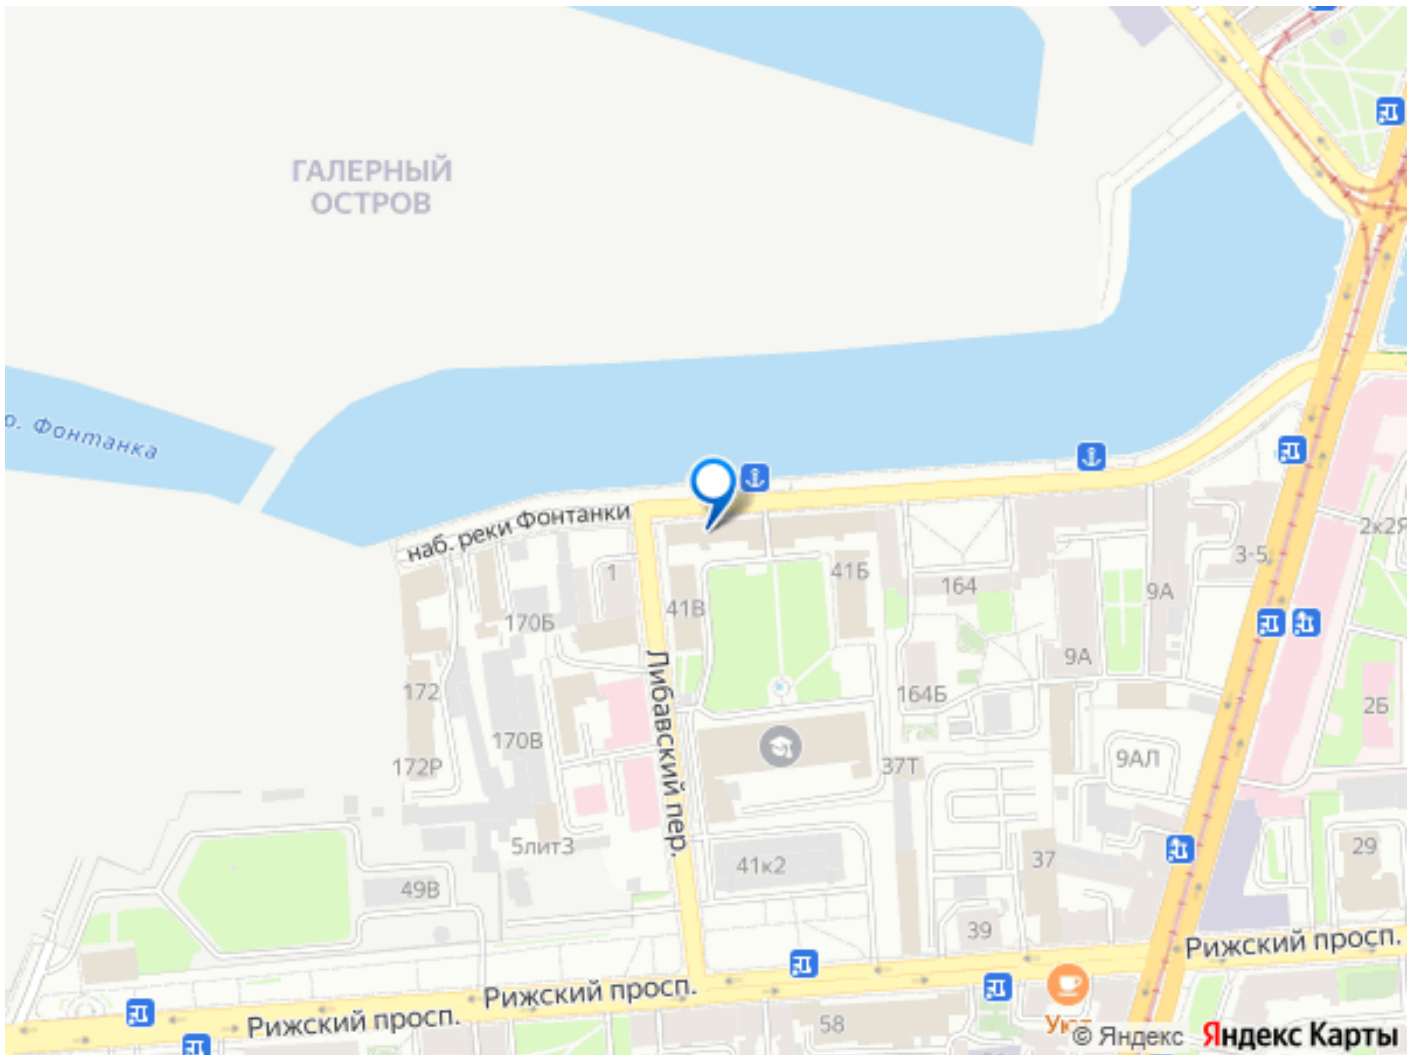 ГАЛЕРНЫЙ
ОСТРОВ
р. Фонтанка
наб. реки Фонтанки
2к2Я
3-5
1
41Б
164
9А
41В
170Б
9А
172
164Б
2Б
Либавский пер.
170В
172Р
37Т
9АЛ
5лит3
29
37
41к2
49В
39
Рижский просп.
Рижский просп.
Рижский просп.
58
Уют
© Яндекс
Яндекс Карты